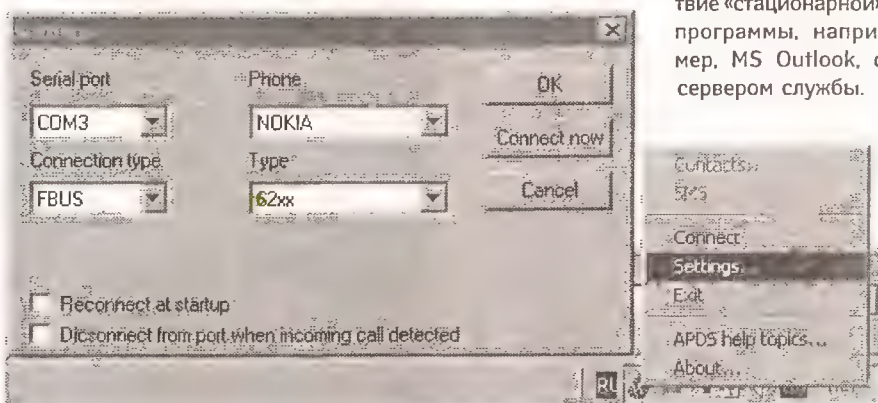 твие «стационарной»
программы, напри
мер, MS Outlook, с
сервером службы.
Serial port
Phone
OK
COM3
NOKIA
Connect now
Connection type
Type
Cancel
FBUS
62xx
Reconnect at startup
Dicsonnect from port when incoming call detected
Contacts...
SMS
Connect
Settings...
Exit
APDS help topics...
About...
RU